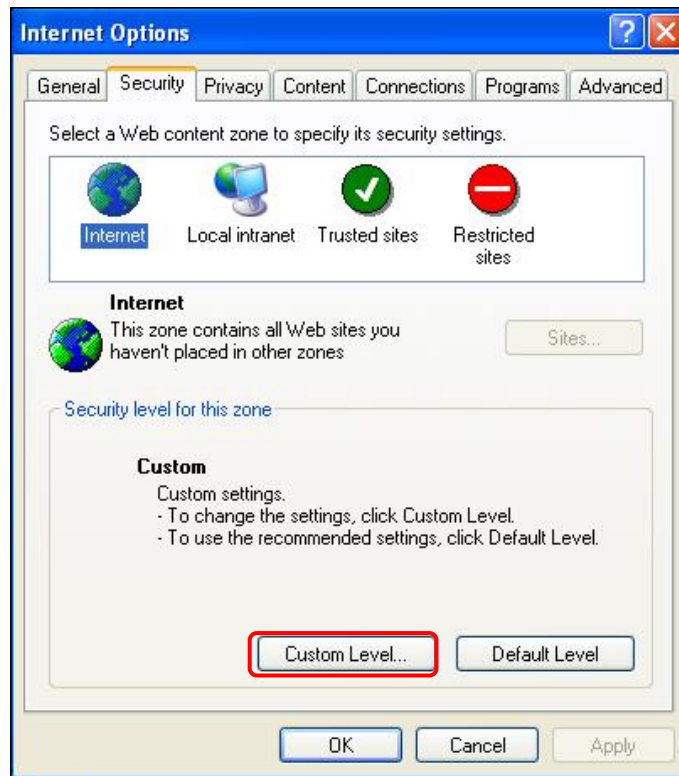 Internet Options
General Security Privacy Content Connections Programs Advanced
Select a Web content zone to specify its security settings.
Internet Local intranet Trusted sites Restricted sites
Internet
This zone contains all Web sites you
haven't placed in other zones
Sites...
Security level for this zone
Custom
Custom settings.
- To change the settings, click Custom Level.
- To use the recommended settings, click Default Level.
Custom Level... Default Level
OK Cancel Apply